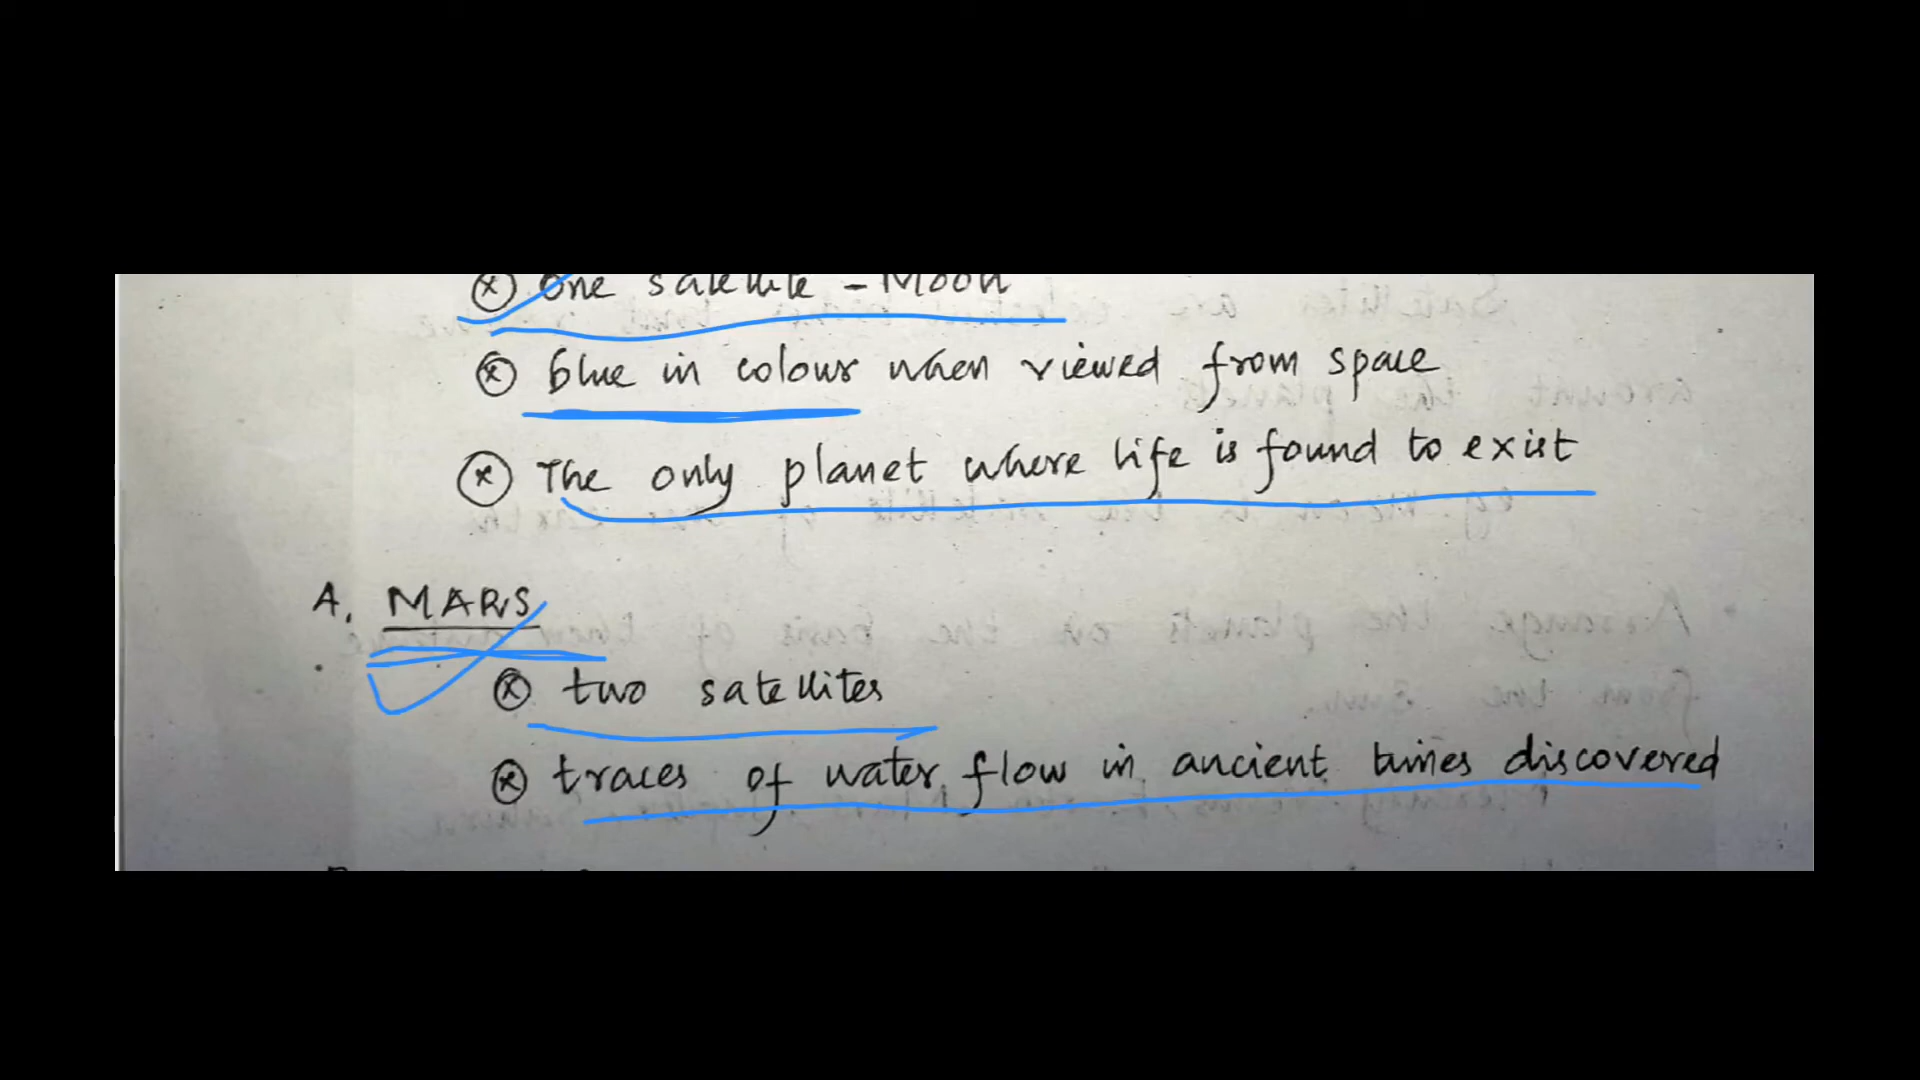 ⊗ One satellite - Moon
⊗ blue in colour when viewed from space
⊗ The only planet where life is found to exist
A. MARS
⊗ two satellites
⊗ traces of water flow in ancient times discovered